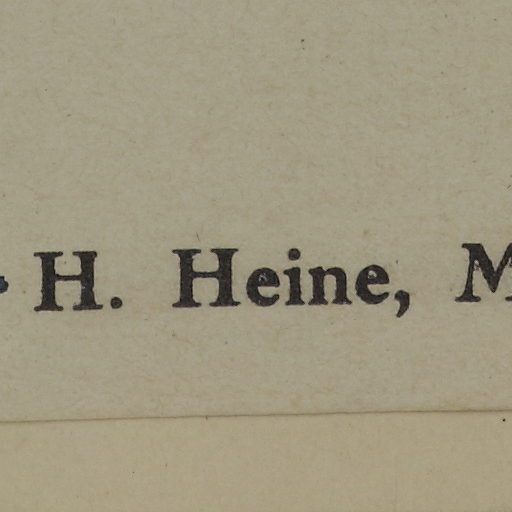 H. Heine, M